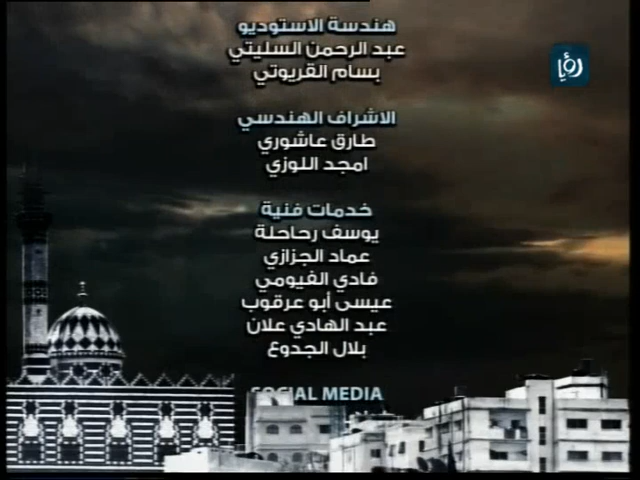 هندسة الاستوديو
عبد الرحمن السليتي
بسام القريوتي
رؤيا
الاشراف الهندسي
طارق عاشوري
امجد اللوزي
خدمات فنية
يوسف رحاحلة
عماد الجزازي
فادي الفيومي
عيسى أبو عرقوب
عبد الهادي علان
بلال الجدوع
SOCIAL MEDIA